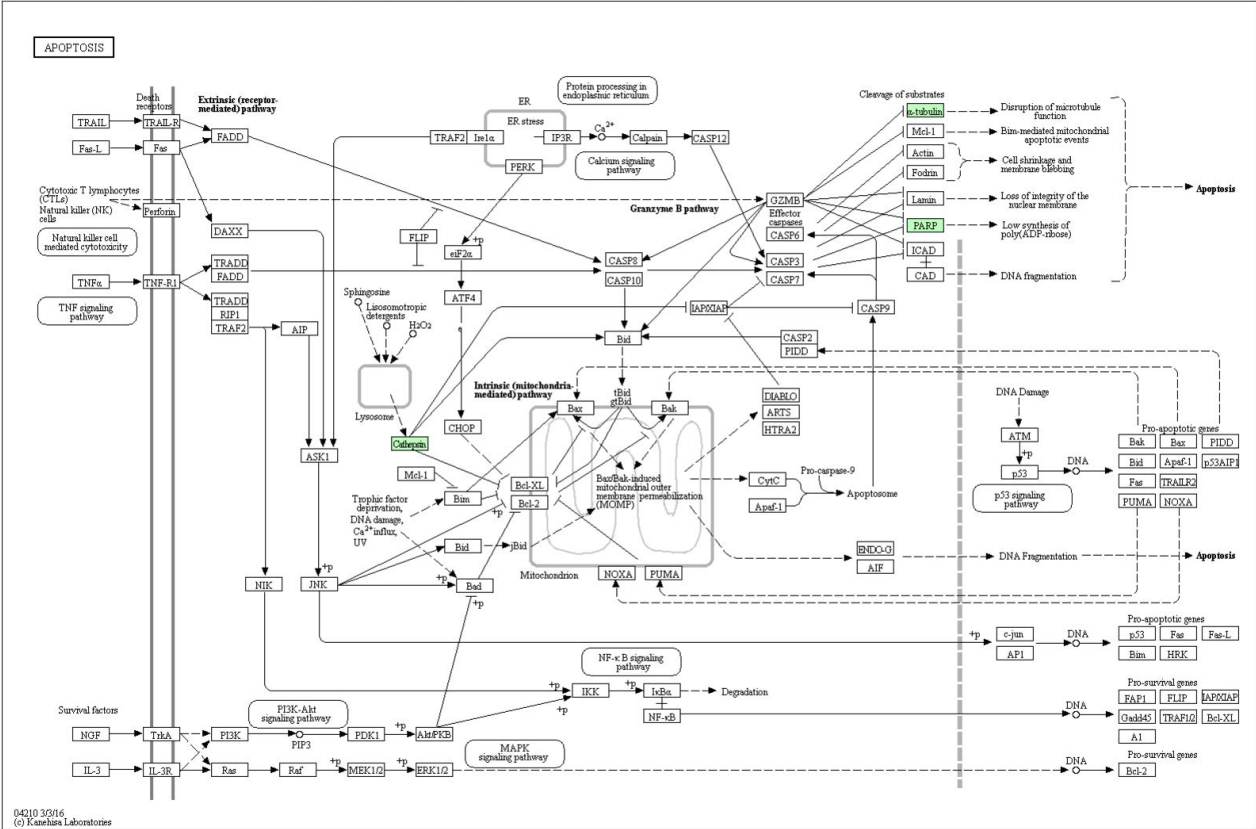 APOPTOSIS
Death
receptors
Extrinsic (receptor-
mediated) pathway
TRAIL
TRAIL-R
Fas-L
Fas
FADD
Cytotoxic T lymphocytes
(CTLs)
Natural killer (NK)
cells
Perforin
Natural killer cell
mediated cytotoxicity
DAXX
TNFα
TNF-R1
TRADD
FADD
TNF signaling
pathway
TRADD
RIP1
TRAF2
AIP
ER
ER stress
TRAF2
Ire1α
IP3R
PERK
Protein processing in
endoplasmic reticulum
Ca2+
Calpain
CASP12
Calcium signaling
pathway
FLIP
+p
eiF2α
ATF4
Sphingosine
Lisosomotropic
detergents
H2O2
Lysosome
Cathepsin
CHOP
ASK1
Granzyme B pathway
GZMB
Effector
caspases
CASP6
CASP3
CASP7
CASP8
CASP10
IAP/XIAP
CASP9
Bid
CASP2
PIDD
Cleavage of substrates
α-tubulin
Disruption of microtubule
function
Mcl-1
Bim-mediated mitochondrial
apoptotic events
Actin
Fodrin
Cell shrinkage and
membrane blebbing
Lamin
Loss of integrity of the
nuclear membrane
PARP
Low synthesis of
poly(ADP-ribose)
ICAD
CAD
DNA fragmentation
Apoptosis
Intrinsic (mitochondria-
mediated) pathway
tBid
gtBid
Bax
Bak
DIABLO
ARTS
HTRA2
Mcl-1
Bim
Bcl-XL
Bcl-2
+p
Trophic factor
deprivation,
DNA damage,
Ca2+ influx,
UV
Bid
jBid
Bax/Bak-induced
mitochondrial outer
membrane permeabilization
(MOMP)
CytC
Apaf-1
Pro-caspase-9
Apoptosome
DNA Damage
ATM
+p
p53
DNA
p53 signaling
pathway
Pro-apoptotic genes
Bak
Bax
PIDD
Bid
Apaf-1
p53AIP1
Fas
TRAILR2
PUMA
NOXA
Mitochondrion
NOXA
PUMA
ENDO-G
AIF
DNA Fragmentation
Apoptosis
NIK
+p
JNK
+p
+p
Bad
+p
+p
c-jun
AP1
DNA
Pro-apoptotic genes
p53
Fas
Fas-L
Bim
HRK
NF-κB signaling
pathway
+p
IKK
+p
+p
IκBα
Degradation
NF-κB
DNA
Pro-survival genes
FAP1
FLIP
IAP/XIAP
Gadd45
TRAF1/2
Bcl-XL
A1
Survival factors
NGF
TrkA
PI3K
PI3K-Akt
signaling pathway
PIP3
PDK1
+p
Akt/PKB
MAPK
signaling pathway
IL-3
IL-3R
Ras
Raf
+p
MEK1/2
+p
ERK1/2
DNA
Pro-survival genes
Bcl-2
04210 3/3/16
(c) Kanehisa Laboratories